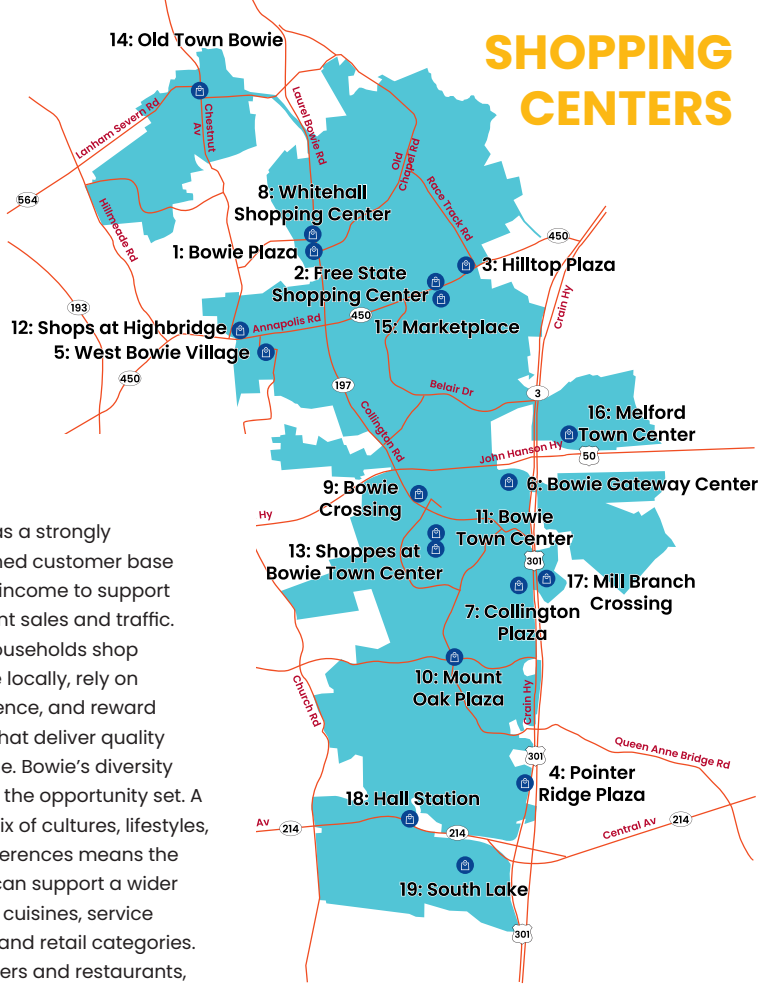 SHOPPING
CENTERS
14: Old Town Bowie
Lanham Severn Rd
Chestnut
Av
Laurel Bowie Rd
Old
Chapel Rd
Race Track Rd
564
Hillmeade Rd
8: Whitehall
Shopping Center
1: Bowie Plaza
450
3: Hilltop Plaza
2: Free State
Shopping Center
Crain Hy
193
12: Shops at Highbridge
Annapolis Rd
450
15: Marketplace
5: West Bowie Village
450
197
Belair Dr
3
Collington Rd
16: Melford
Town Center
John Hanson Hy
50
9: Bowie
Crossing
6: Bowie Gateway Center
Hy
11: Bowie
Town Center
13: Shoppes at
Bowie Town Center
301
17: Mill Branch
Crossing
7: Collington
Plaza
10: Mount
Oak Plaza
Church Rd
Crain Hy
301
Queen Anne Bridge Rd
4: Pointer
Ridge Plaza
18: Hall Station
Av
214
214
Central Av
214
19: South Lake
301
as a strongly
ned customer base
income to support
nt sales and traffic.
ouseholds shop
e locally, rely on
ence, and reward
hat deliver quality
e. Bowie's diversity
the opportunity set. A
ix of cultures, lifestyles,
ferences means the
can support a wider
cuisines, service
and retail categories.
ers and restaurants,